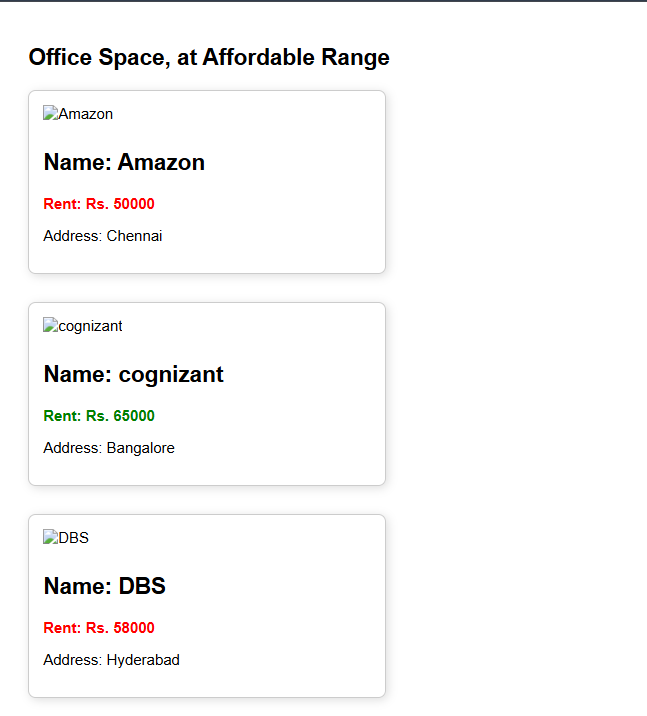 Office Space, at Affordable Range
Amazon
Name: Amazon
Rent: Rs. 50000
Address: Chennai
cognizant
Name: cognizant
Rent: Rs. 65000
Address: Bangalore
DBS
Name: DBS
Rent: Rs. 58000
Address: Hyderabad